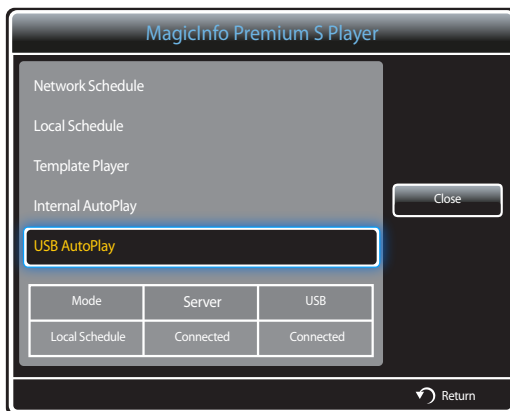 MagicInfo Premium S Player
Network Schedule
Local Schedule
Template Player
Internal AutoPlay
Close
USB AutoPlay
Mode Server USB
Local Schedule Connected Connected
Return